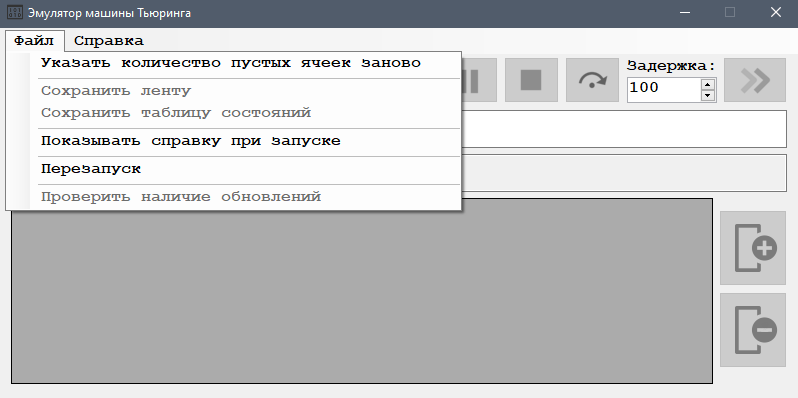 Эмулятор машины Тьюринга
Файл Справка
Указать количество пустых ячеек заново
Сохранить ленту
Сохранить таблицу состояний
Показывать справку при запуске
Перезапуск
Проверить наличие обновлений
Задержка:
100